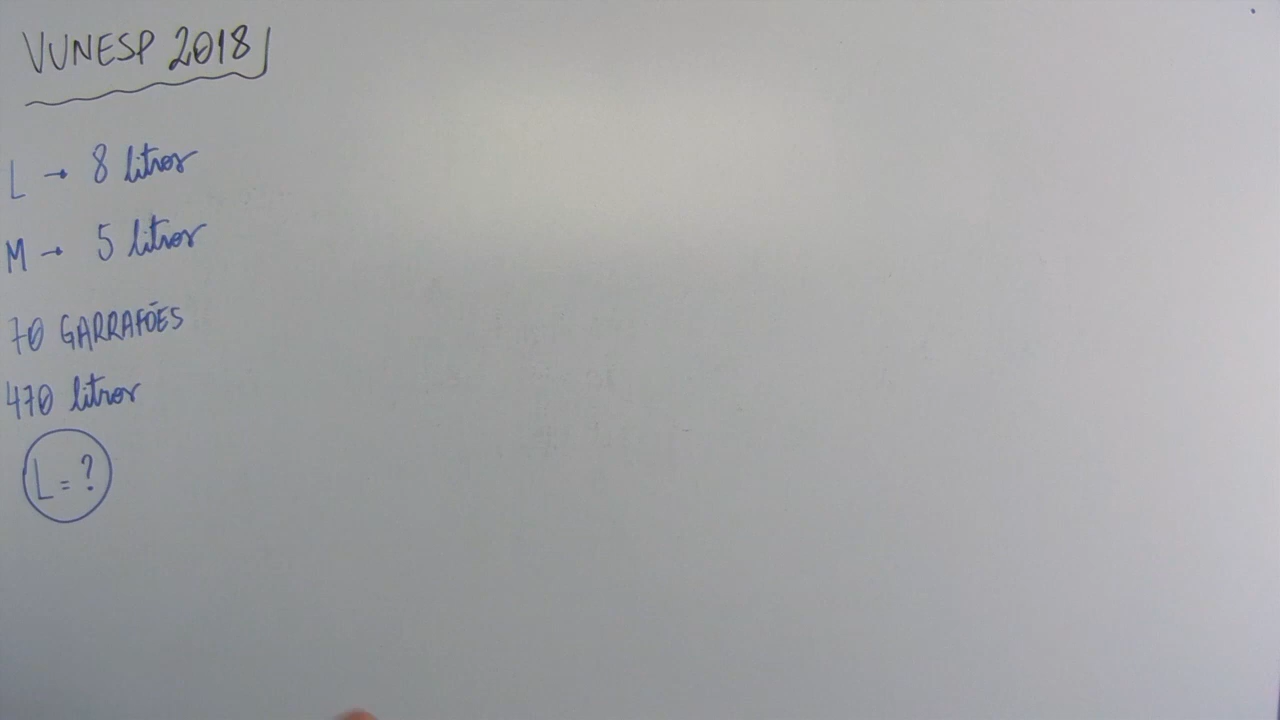 VUNESP 2018
L → 8 litros
M → 5 litros
70 GARRAFÕES
470 litros
L = ?